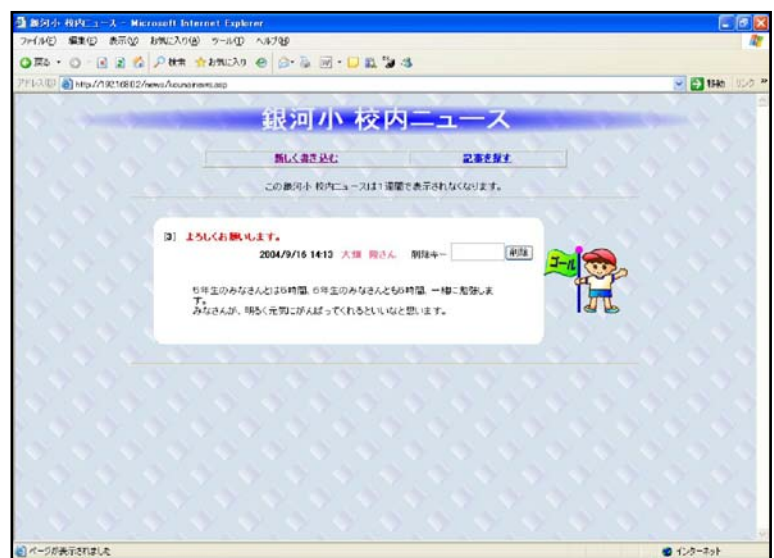 銀河小 校内ニュース - Microsoft Internet Explorer
ファイル(F) 編集(E) 表示(V) お気に入り(A) ツール(T) ヘルプ(H)
戻る 検索 お気に入り
アドレス(D) 移動 リンク
銀河小 校内ニュース
新しく書き込む 記事を探す
この銀河小 校内ニュースは1週間で表示されなくなります。
[3] よろしくお願いします。
2004/9/16 14:13 さん 削除キー 削除
ゴール
年生のみなさんとは6時間、6年生のみなさんとも5時間、一緒に勉強しま
す。
みなさんが、明るく元気にがんばってくれるといいなと思います。
ページが表示されました
インターネット